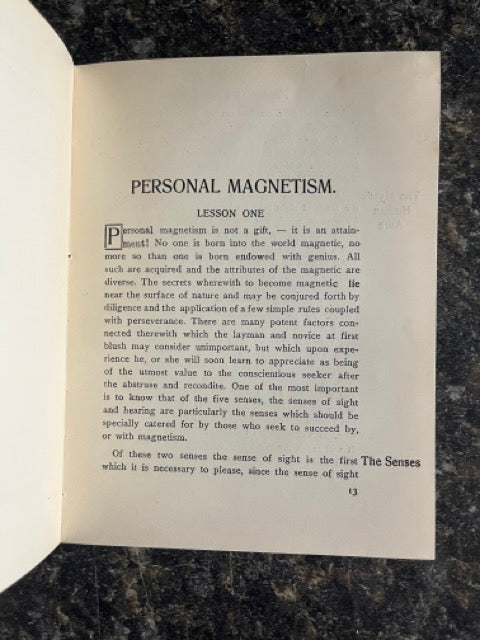 PERSONAL MAGNETISM.
LESSON ONE
Personal magnetism is not a gift, — it is an attain-
ment! No one is born into the world magnetic, no
more so than one is born endowed with genius. All
such are acquired and the attributes of the magnetic are
diverse. The secrets wherewith to become magnetic lie
near the surface of nature and may be conjured forth by
diligence and the application of a few simple rules coupled
with perseverance. There are many potent factors con-
nected therewith which the layman and novice at first
blush may consider unimportant, but which upon expe-
rience he, or she will soon learn to appreciate as being
of the utmost value to the conscientious seeker after
the abstruse and recondite. One of the most important
is to know that of the five senses, the senses of sight
and hearing are particularly the senses which should be
specially catered for by those who seek to succeed by,
or with magnetism.
Of these two senses the sense of sight is the first The Senses
which it is necessary to please, since the sense of sight
13